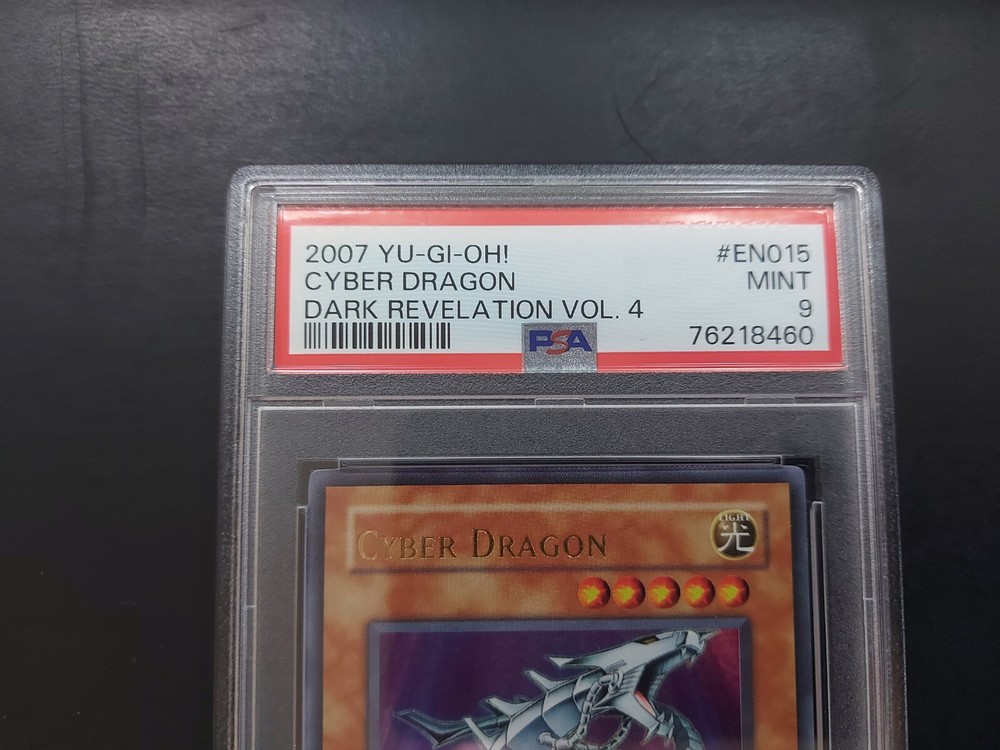 2007 YU-GI-OH! #EN015
CYBER DRAGON MINT
DARK REVELATION VOL. 4 9
PSA 76218460
CYBER DRAGON
LIGHT
光